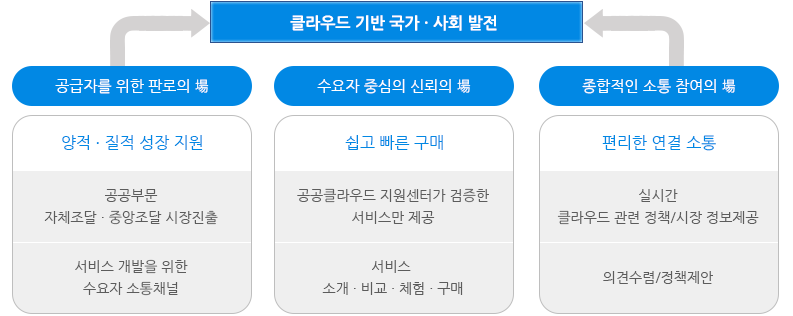 클라우드 기반 국가 · 사회 발전
공급자를 위한 판로의 場
수요자 중심의 신뢰의 場
종합적인 소통 참여의 場
양적 · 질적 성장 지원
쉽고 빠른 구매
편리한 연결 소통
공공부문
자체조달 · 중앙조달 시장진출
공공클라우드 지원센터가 검증한
서비스만 제공
실시간
클라우드 관련 정책/시장 정보제공
서비스 개발을 위한
수요자 소통채널
서비스
소개 · 비교 · 체험 · 구매
의견수렴/정책제안